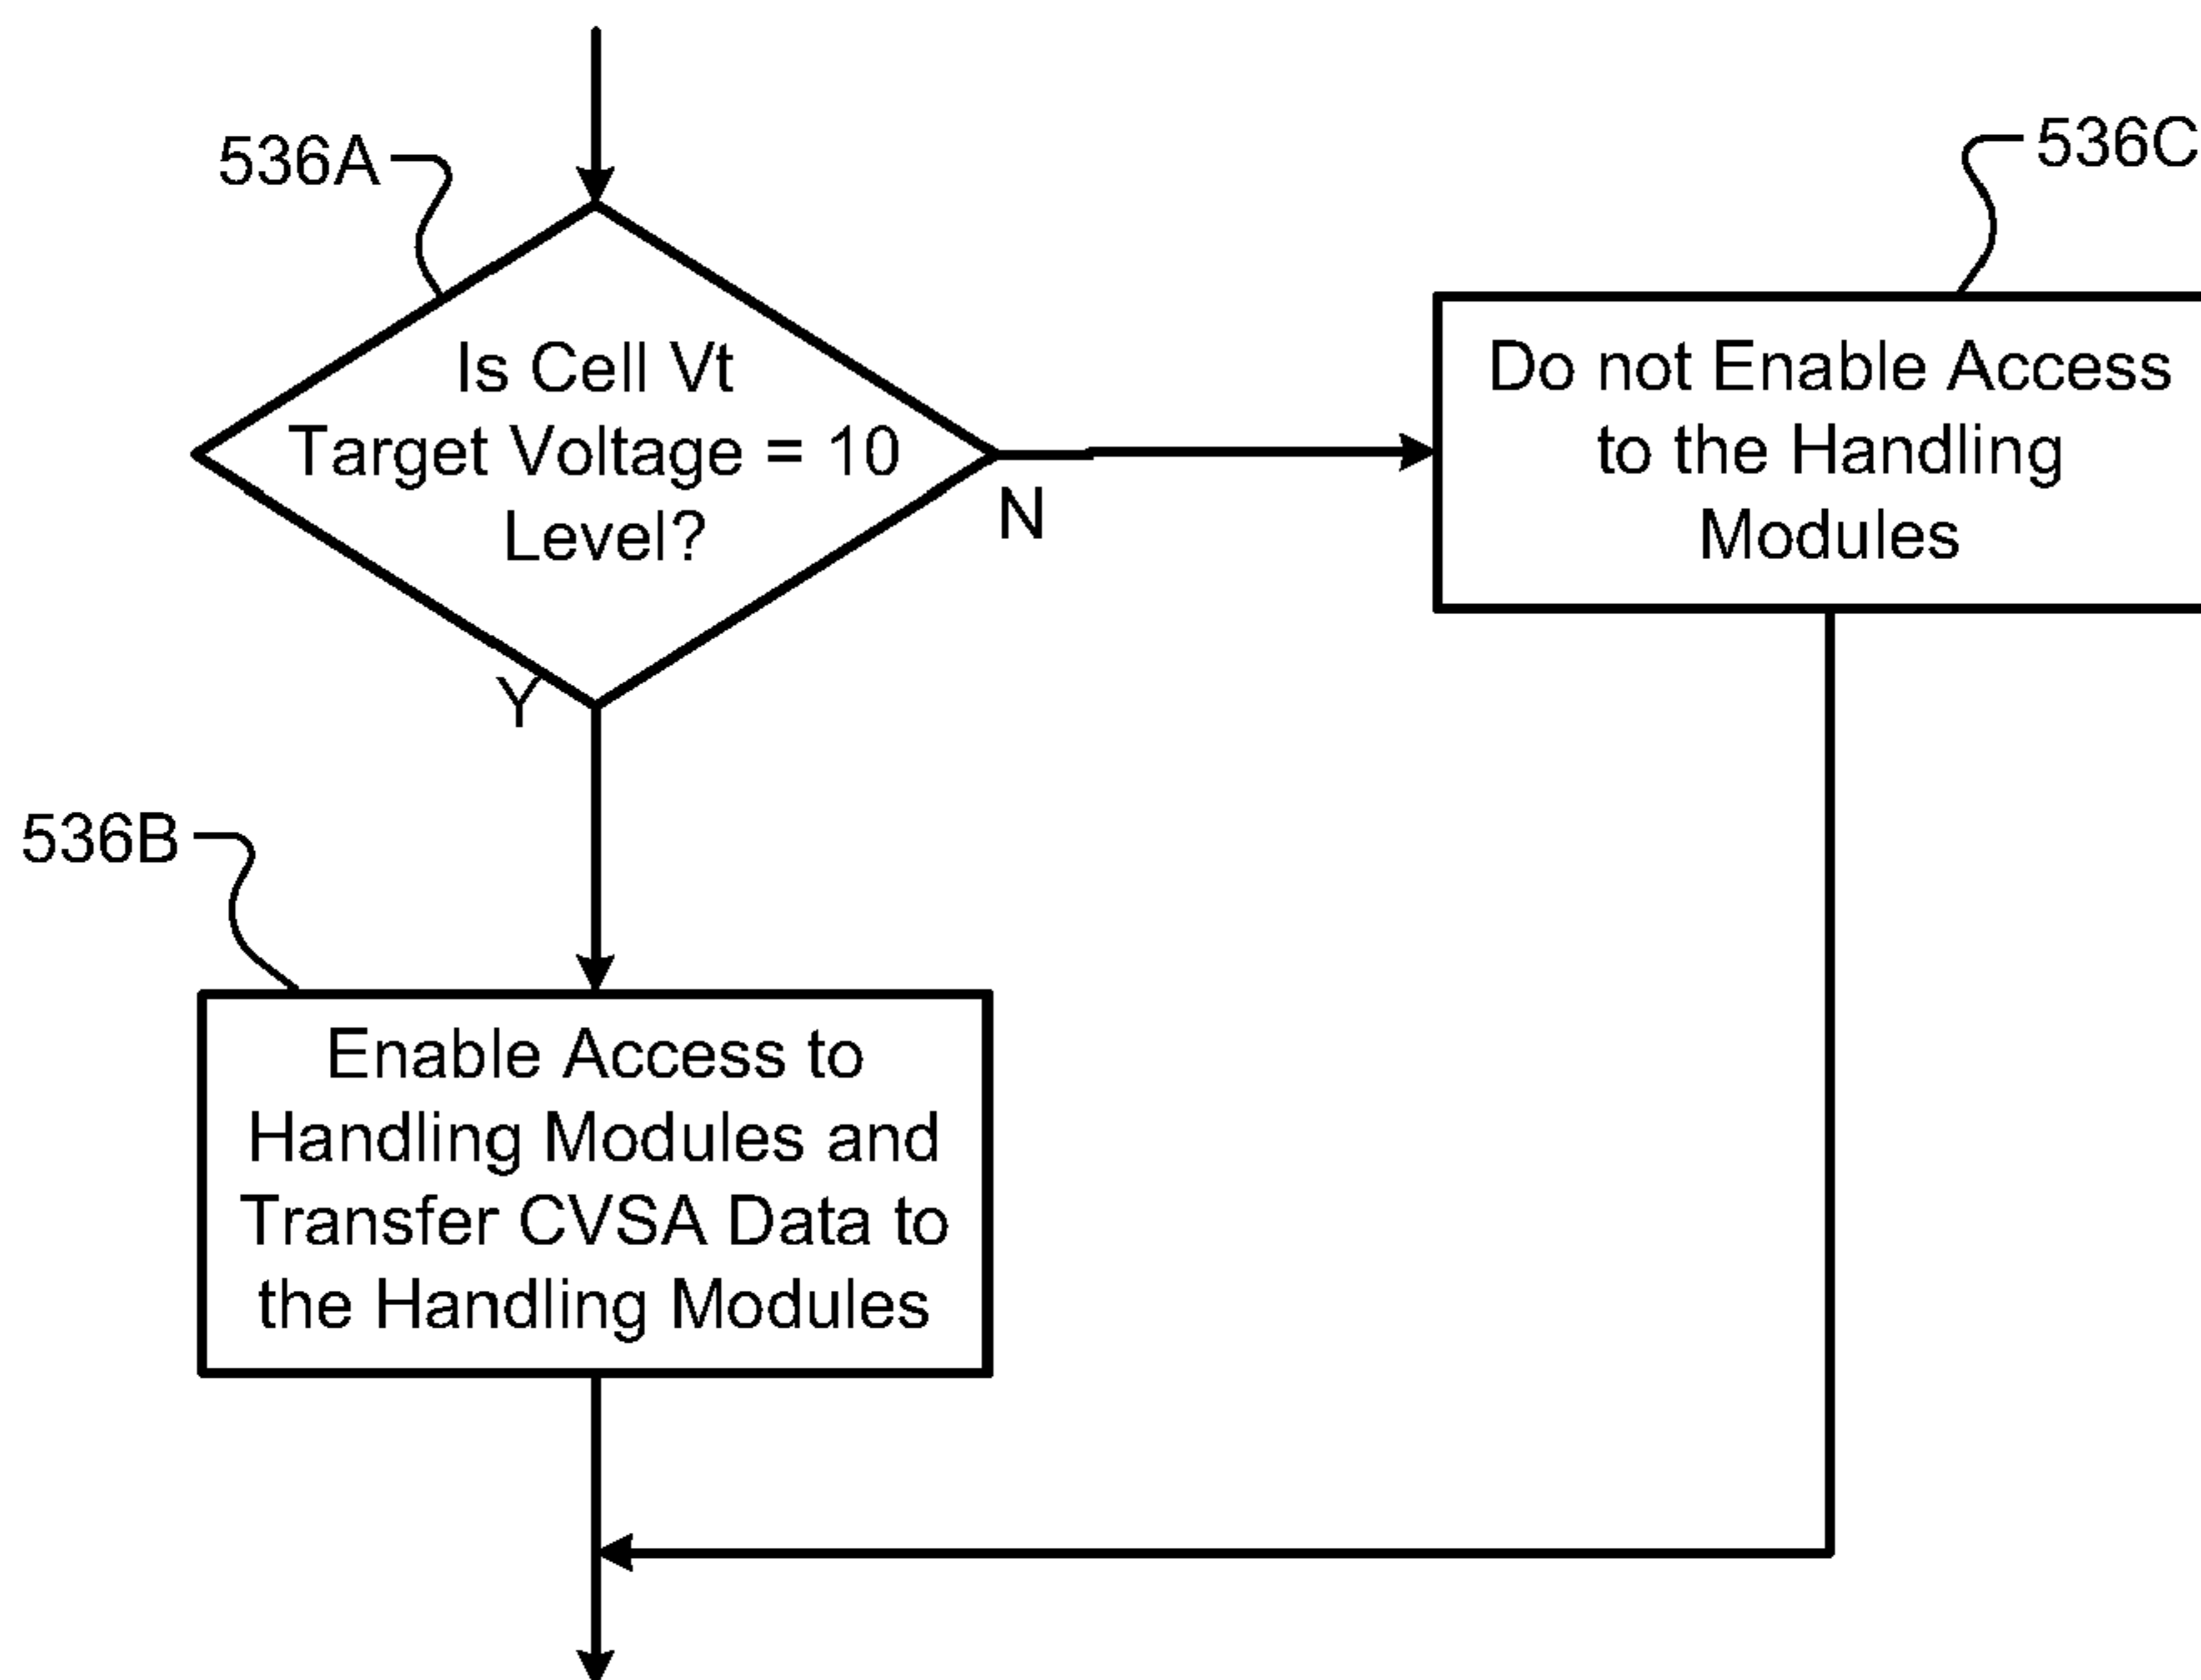 536A
536C
Is Cell Vt
Target Voltage = 10
Level?
N
Do not Enable Access
to the Handling
Modules
Y
536B
Enable Access to
Handling Modules and
Transfer CVSA Data to
the Handling Modules